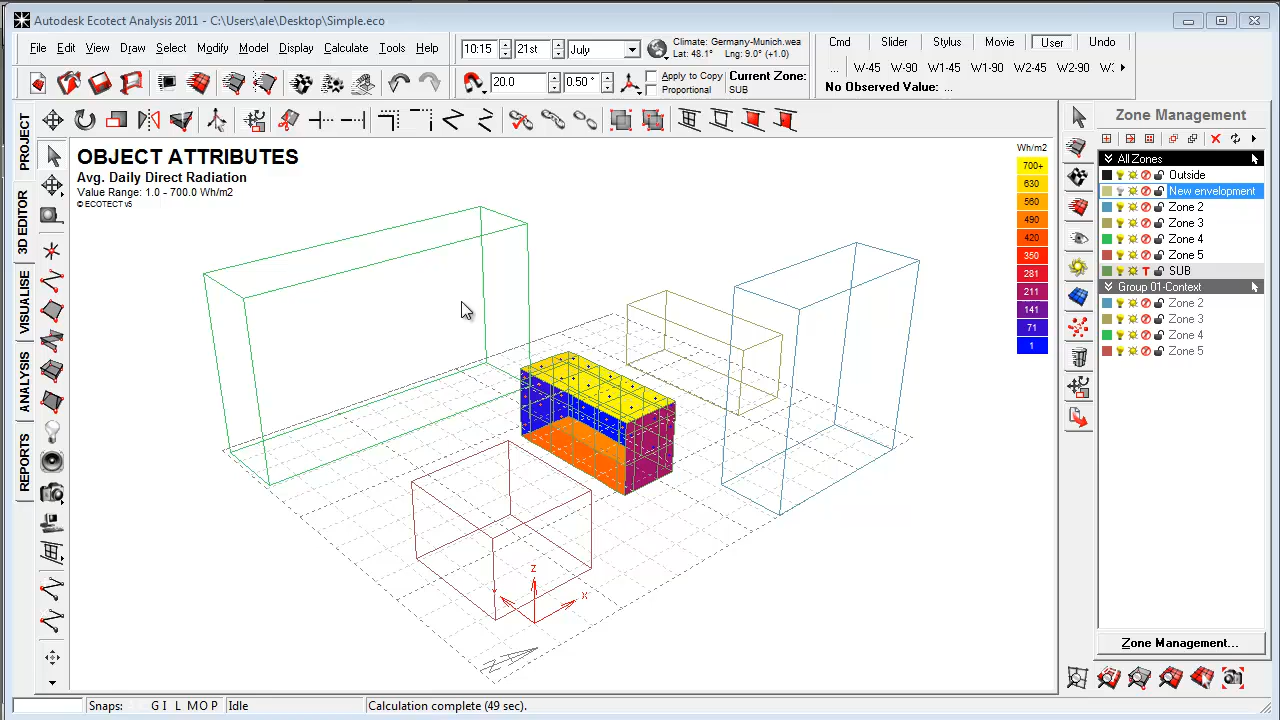 Autodesk Ecotect Analysis 2011 - C:\Users\ale\Desktop\Simple.eco
File Edit View Draw Select Modify Model Display Calculate Tools Help
10:15 21st July
Climate: Germany-Munich.wea
Lat: 48.1° Lng: 9.0° (+1.0)
Cmd Slider Stylus Movie User Undo
W-45 W-90 W1-45 W1-90 W2-45 W2-90 W:
20.0 0.50 °
Apply to Copy
Proportional
Current Zone:
SUB
No Observed Value: ...
PROJECT
3D EDITOR
VISUALISE
ANALYSIS
REPORTS
OBJECT ATTRIBUTES
Avg. Daily Direct Radiation
Value Range: 1.0 - 700.0 Wh/m2
© ECOTECT V5
Wh/m2
700+
630
560
490
420
350
281
211
141
71
1
Z
X
N
Zone Management
All Zones
Outside
New envelopment
Zone 2
Zone 3
Zone 4
Zone 5
T SUB
Group 01-Context
Zone 2
Zone 3
Zone 4
Zone 5
Zone Management...
Snaps: G I L M O P Idle Calculation complete (49 sec).